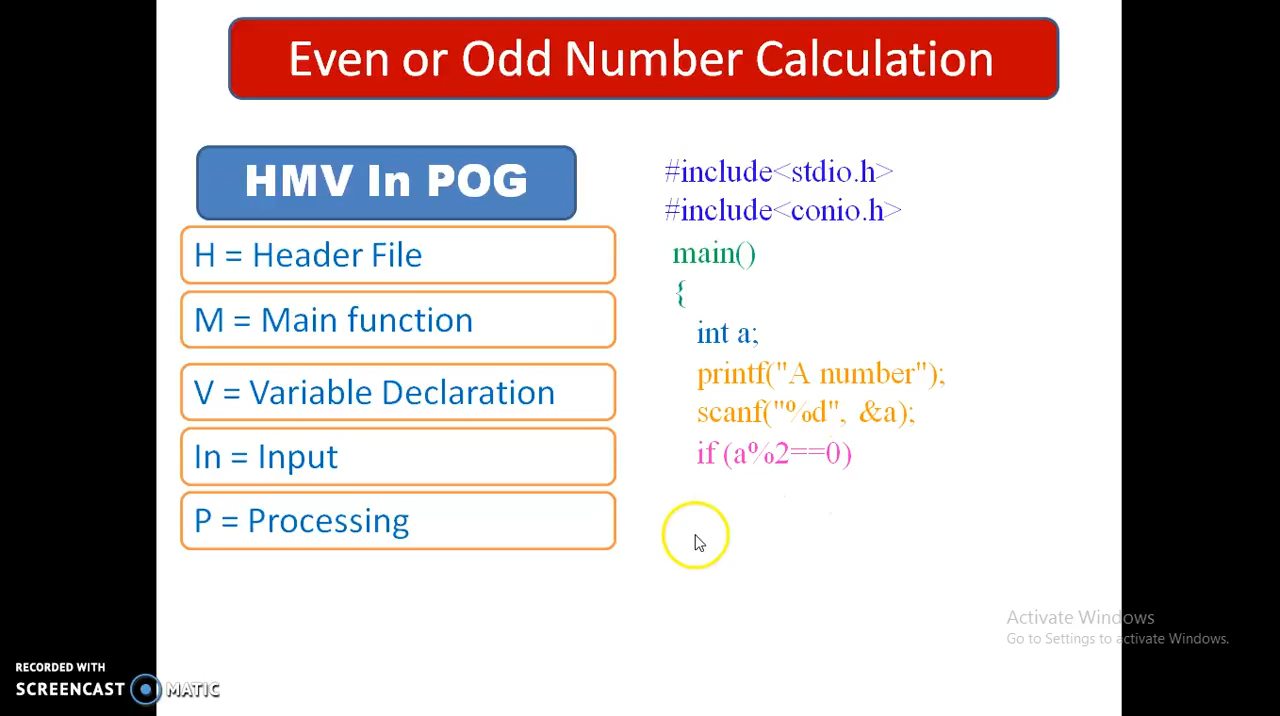 Even or Odd Number Calculation
HMV In POG
H = Header File
M = Main function
V = Variable Declaration
In = Input
P = Processing
#include<stdio.h>
#include<conio.h>
main()
{
int a;
printf("A number");
scanf("%d", &a);
if (a%2==0)
Activate Windows
Go to Settings to activate Windows.
RECORDED WITH
SCREENCAST MATIC